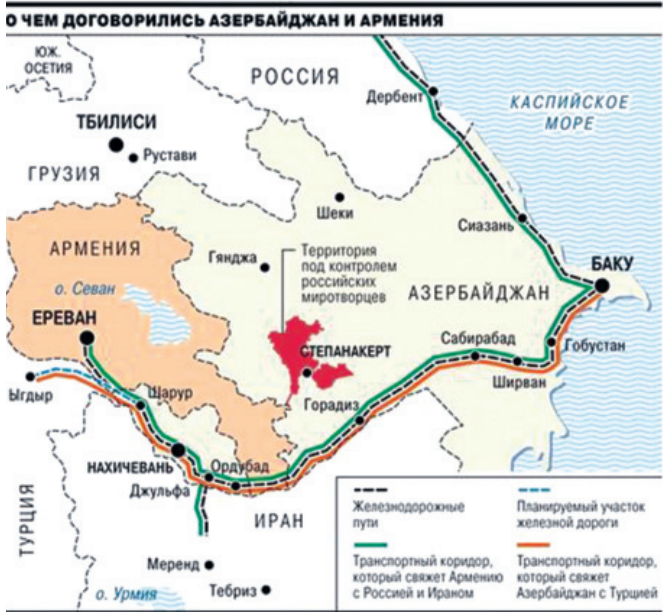 О ЧЕМ ДОГОВОРИЛИСЬ АЗЕРБАЙДЖАН И АРМЕНИЯ
ЮЖ.
ОСЕТИЯ
РОССИЯ
Дербент
КАСПИЙСКОЕ
МОРЕ
ТБИЛИСИ
Рустави
ГРУЗИЯ
Шеки
Сиазань
АРМЕНИЯ
Гянджа
Территория
под контролем
российских
миротворцев
БАКУ
о. Севан
АЗЕРБАЙДЖАН
ЕРЕВАН
Сабирабад
Гобустан
СТЕПАНАКЕРТ
Ширван
Ыгдыр
Шарур
Горадиз
НАХИЧЕВАНЬ
Ордубад
Джульфа
ИРАН
ТУРЦИЯ
Меренд
о. Урмия
Тебриз
Железнодорожные
пути
Планируемый участок
железной дороги
Транспортный коридор,
который свяжет Армению
с Россией и Ираном
Транспортный коридор,
который свяжет
Азербайджан с Турцией